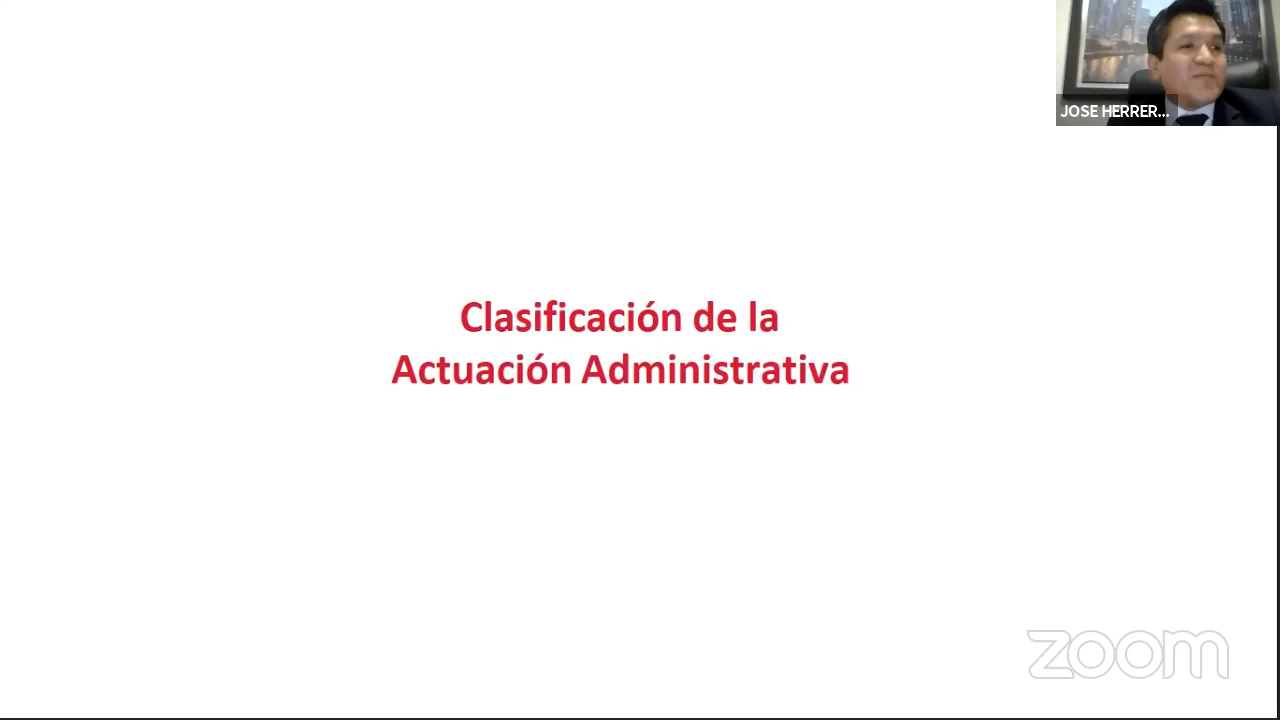 JOSE HERRER...
Clasificación de la
Actuación Administrativa
zoom